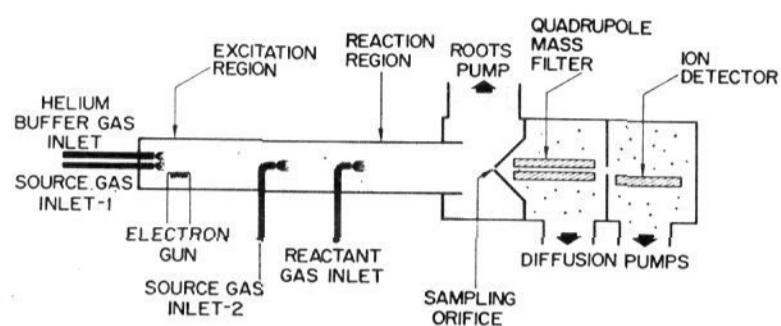 EXCITATION
REGION
REACTION
REGION
ROOTS
PUMP
QUADRUPOLE
MASS
FILTER
ION
DETECTOR
HELIUM
BUFFER GAS
INLET
SOURCE GAS
INLET-1
ELECTRON
GUN
SOURCE GAS
INLET-2
REACTANT
GAS INLET
SAMPLING
ORIFICE
DIFFUSION PUMPS